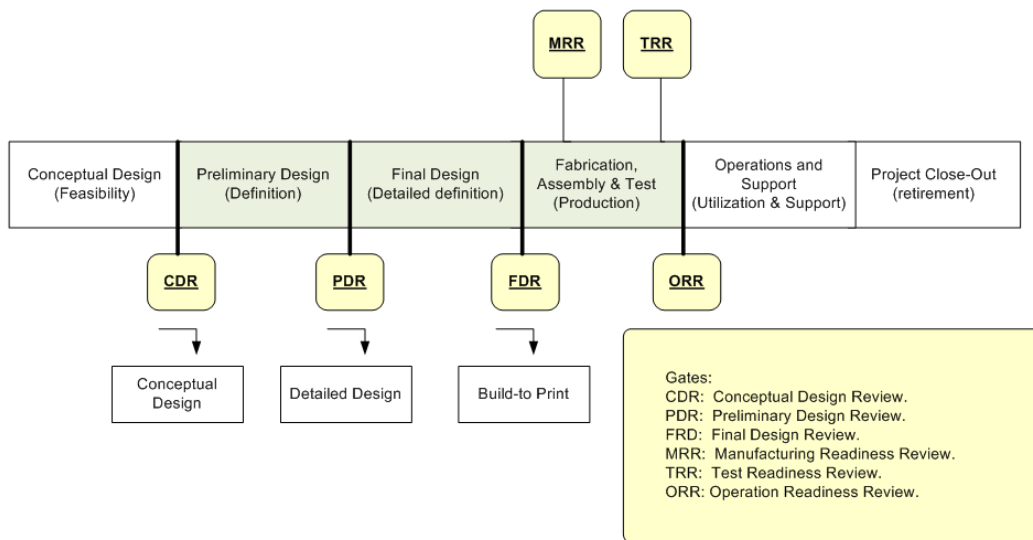 MRR
TRR
Conceptual Design
(Feasibility)
Preliminary Design
(Definition)
Final Design
(Detailed definition)
Fabrication,
Assembly & Test
(Production)
Operations and
Support
(Utilization & Support)
Project Close-Out
(retirement)
CDR
PDR
FDR
ORR
Conceptual
Design
Detailed Design
Build-to Print
Gates:
CDR: Conceptual Design Review.
PDR: Preliminary Design Review.
FRD: Final Design Review.
MRR: Manufacturing Readiness Review.
TRR: Test Readiness Review.
ORR: Operation Readiness Review.